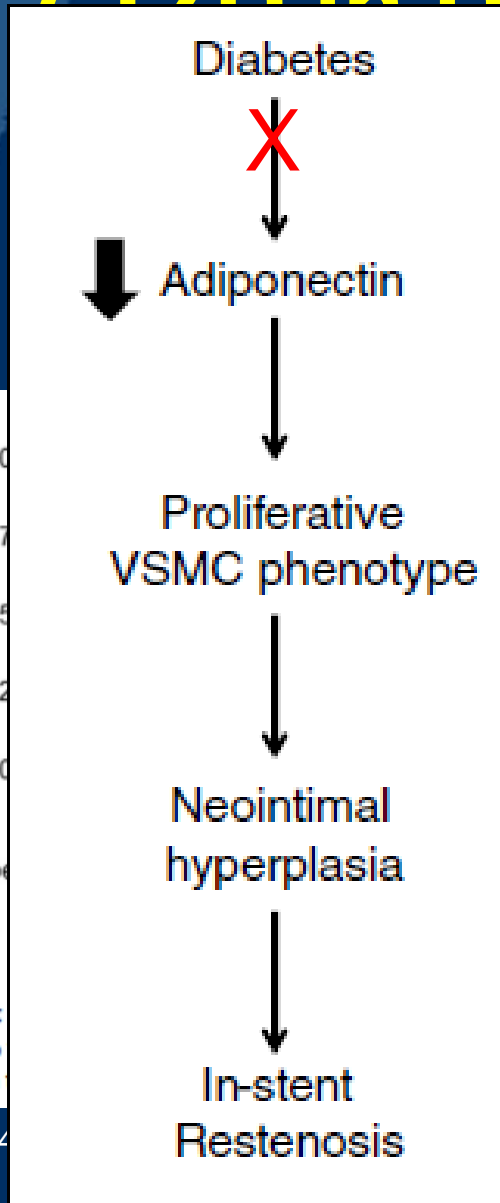 Diabetes
X
Adiponectin
Proliferative
VSMC phenotype
Neointimal
hyperplasia
In-stent
Restenosis